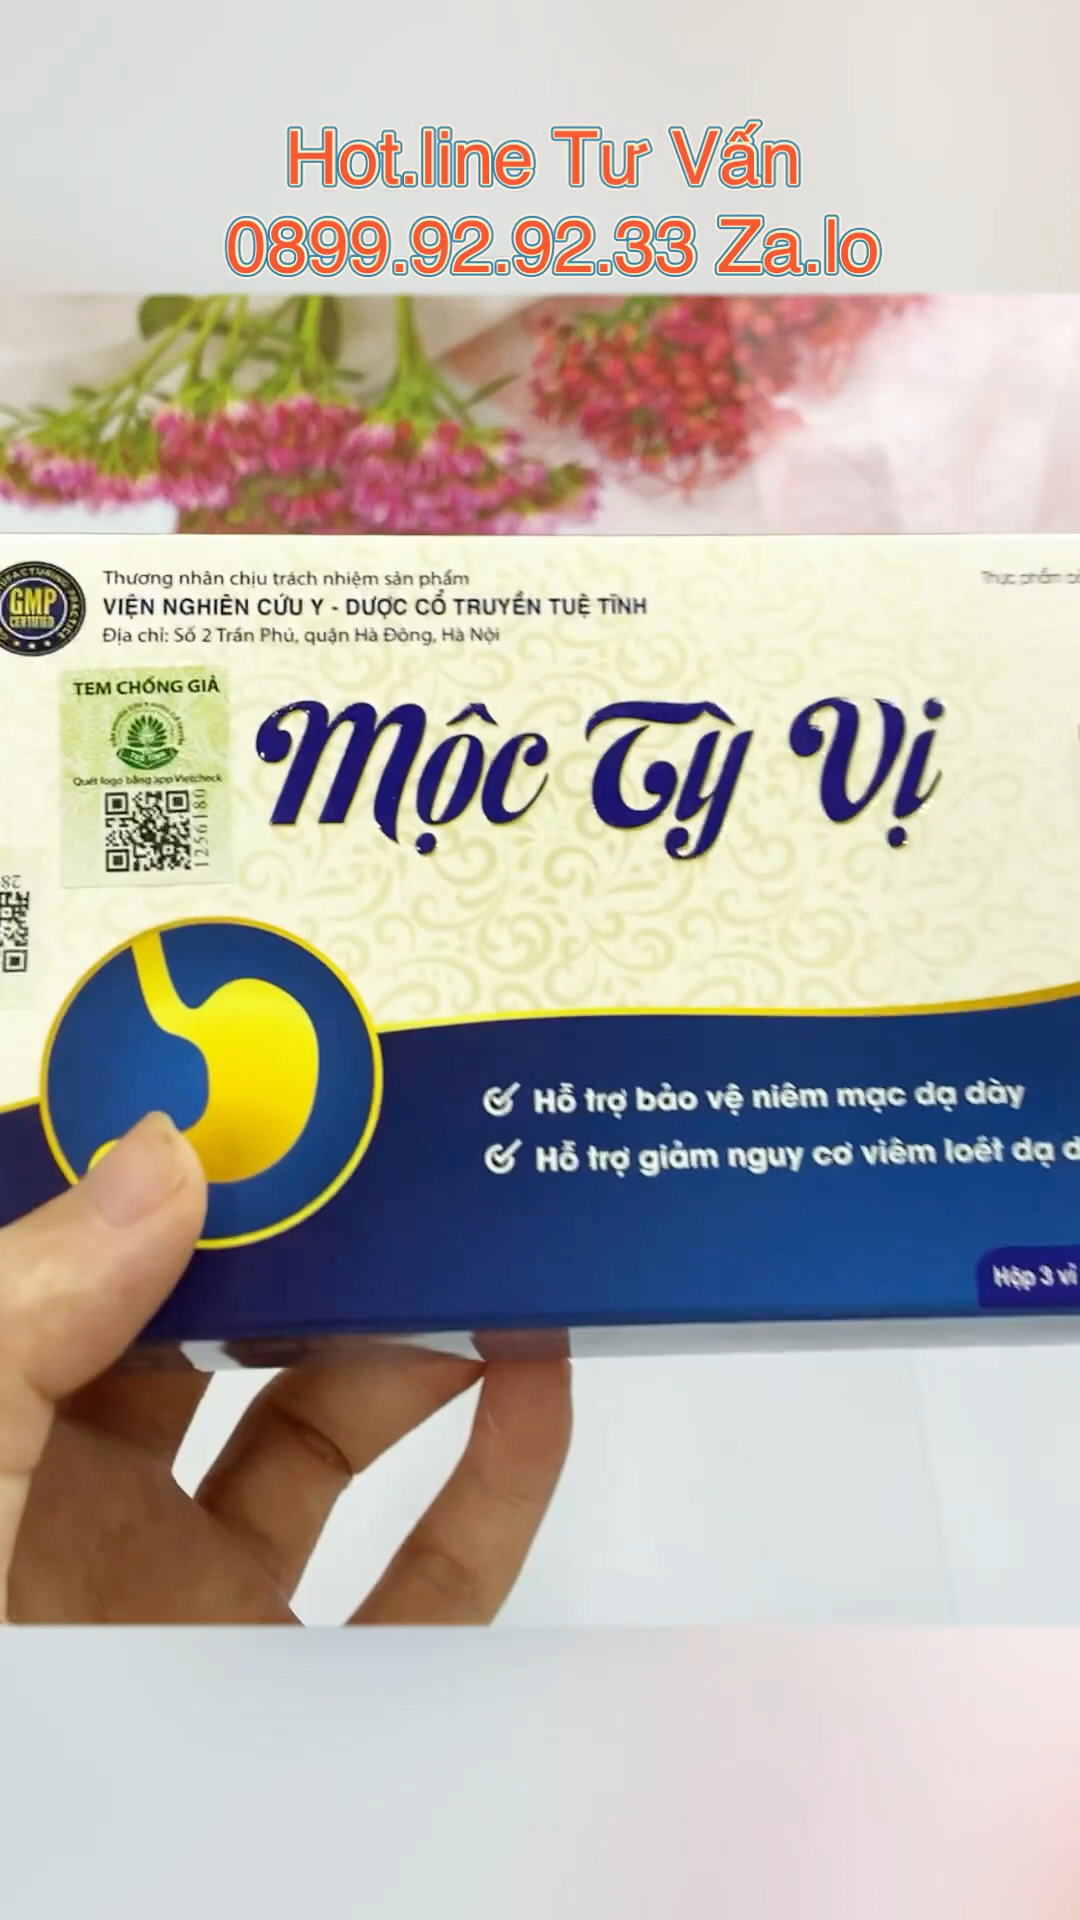 Hot.line Tư Vấn
0899.92.92.33 Za.lo
GMP
CERTIFIED
Thương nhân chịu trách nhiệm sản phẩm
VIỆN NGHIÊN CỨU Y - DƯỢC CỔ TRUYỀN TUỆ TĨNH
Địa chỉ: Số 2 Trần Phú, quận Hà Đông, Hà Nội
Thực phẩm
TEM CHỐNG GIẢ
Quét logo bằng app Vietcheck
1256180
Mộc Tỳ Vị
Hỗ trợ bảo vệ niêm mạc dạ dày
Hỗ trợ giảm nguy cơ viêm loét dạ
Hộp 3 vỉ